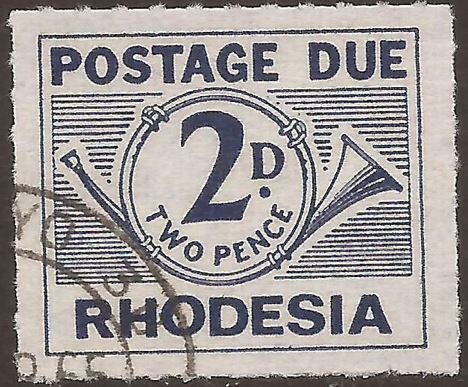 POSTAGE DUE
2D.
TWO PENCE
RHODESIA